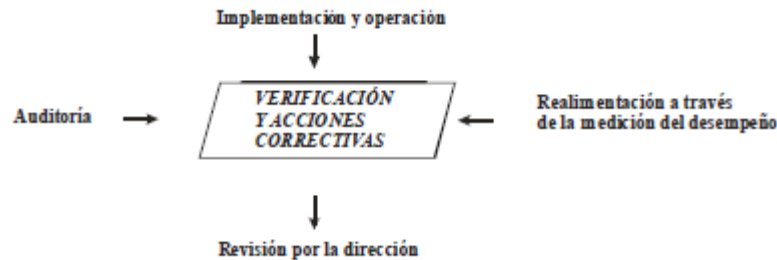 Implementación y operación
VERIFICACIÓN
Y ACCIONES
CORRECTIVAS
Auditoría
Realimentación a través
de la medición del desempeño
Revisión por la dirección